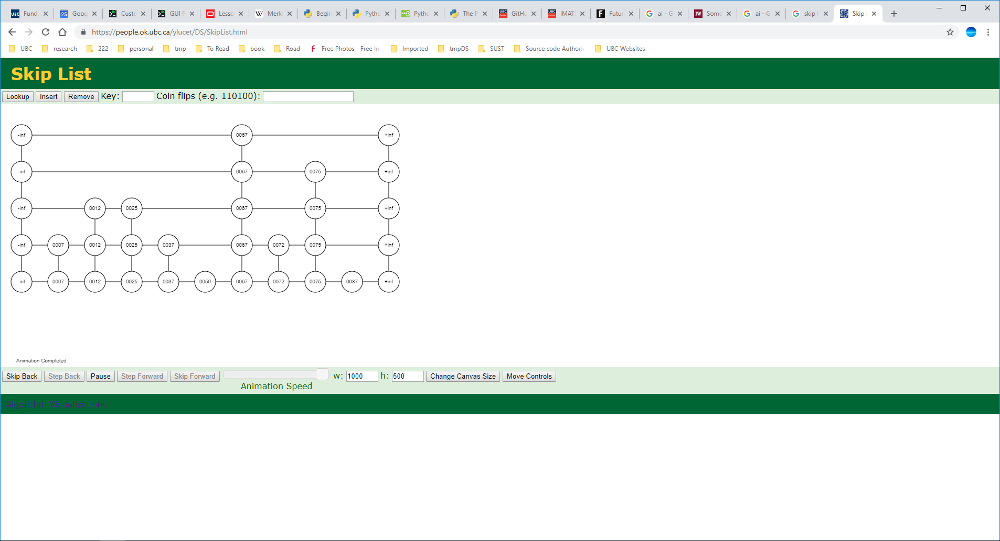 Funda Goog Custo GUI P Lesso Merk Begin Pytho Pytho The P GitHu iMAT Futur ai - G Some ai - G skip l Skip
https://people.ok.ubc.ca/ylucet/DS/SkipList.html
UBC research 222 personal tmp To Read book Road Free Photos - Free Im Imported tmpDS SUST Source code Authorin UBC Websites
Skip List
Lookup Insert Remove Key: Coin flips (e.g. 110100):
-inf 0067 +inf
-inf 0067 0075 +inf
-inf 0012 0025 0067 0075 +inf
-inf 0007 0012 0025 0037 0067 0072 0075 +inf
-inf 0007 0012 0025 0037 0050 0067 0072 0075 0087 +inf
Animation Completed
Skip Back Step Back Pause Step Forward Skip Forward w: 1000 h: 500 Change Canvas Size Move Controls
Animation Speed
Algorithm Visualizations